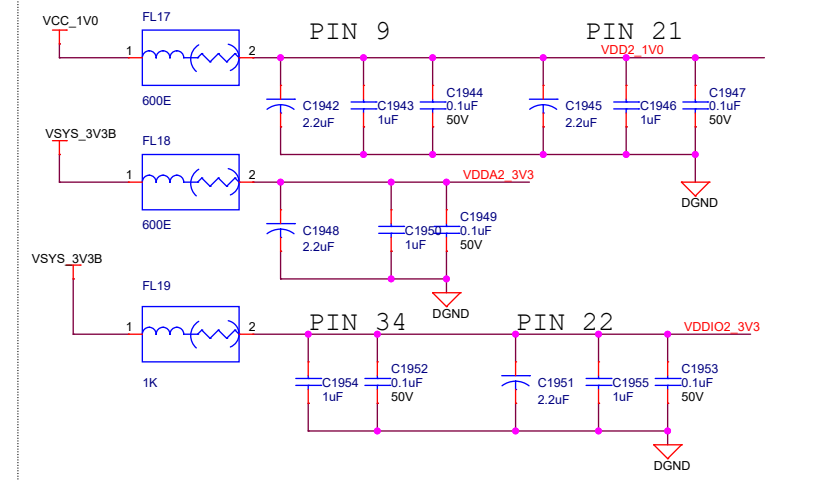 VCC_1V0
FL17
1
2
600E
PIN 9
PIN 21
VDD2_1V0
C1942
2.2uF
C1943
1uF
C1944
0.1uF
50V
C1945
2.2uF
C1946
1uF
C1947
0.1uF
50V
DGND
VSYS_3V3B
FL18
1
2
600E
VDDA2_3V3
C1948
2.2uF
C1950
1uF
C1949
0.1uF
50V
DGND
VSYS_3V3B
FL19
1
2
1K
PIN 34
PIN 22
VDDIO2_3V3
C1954
1uF
C1952
0.1uF
50V
C1951
2.2uF
C1955
1uF
C1953
0.1uF
50V
DGND